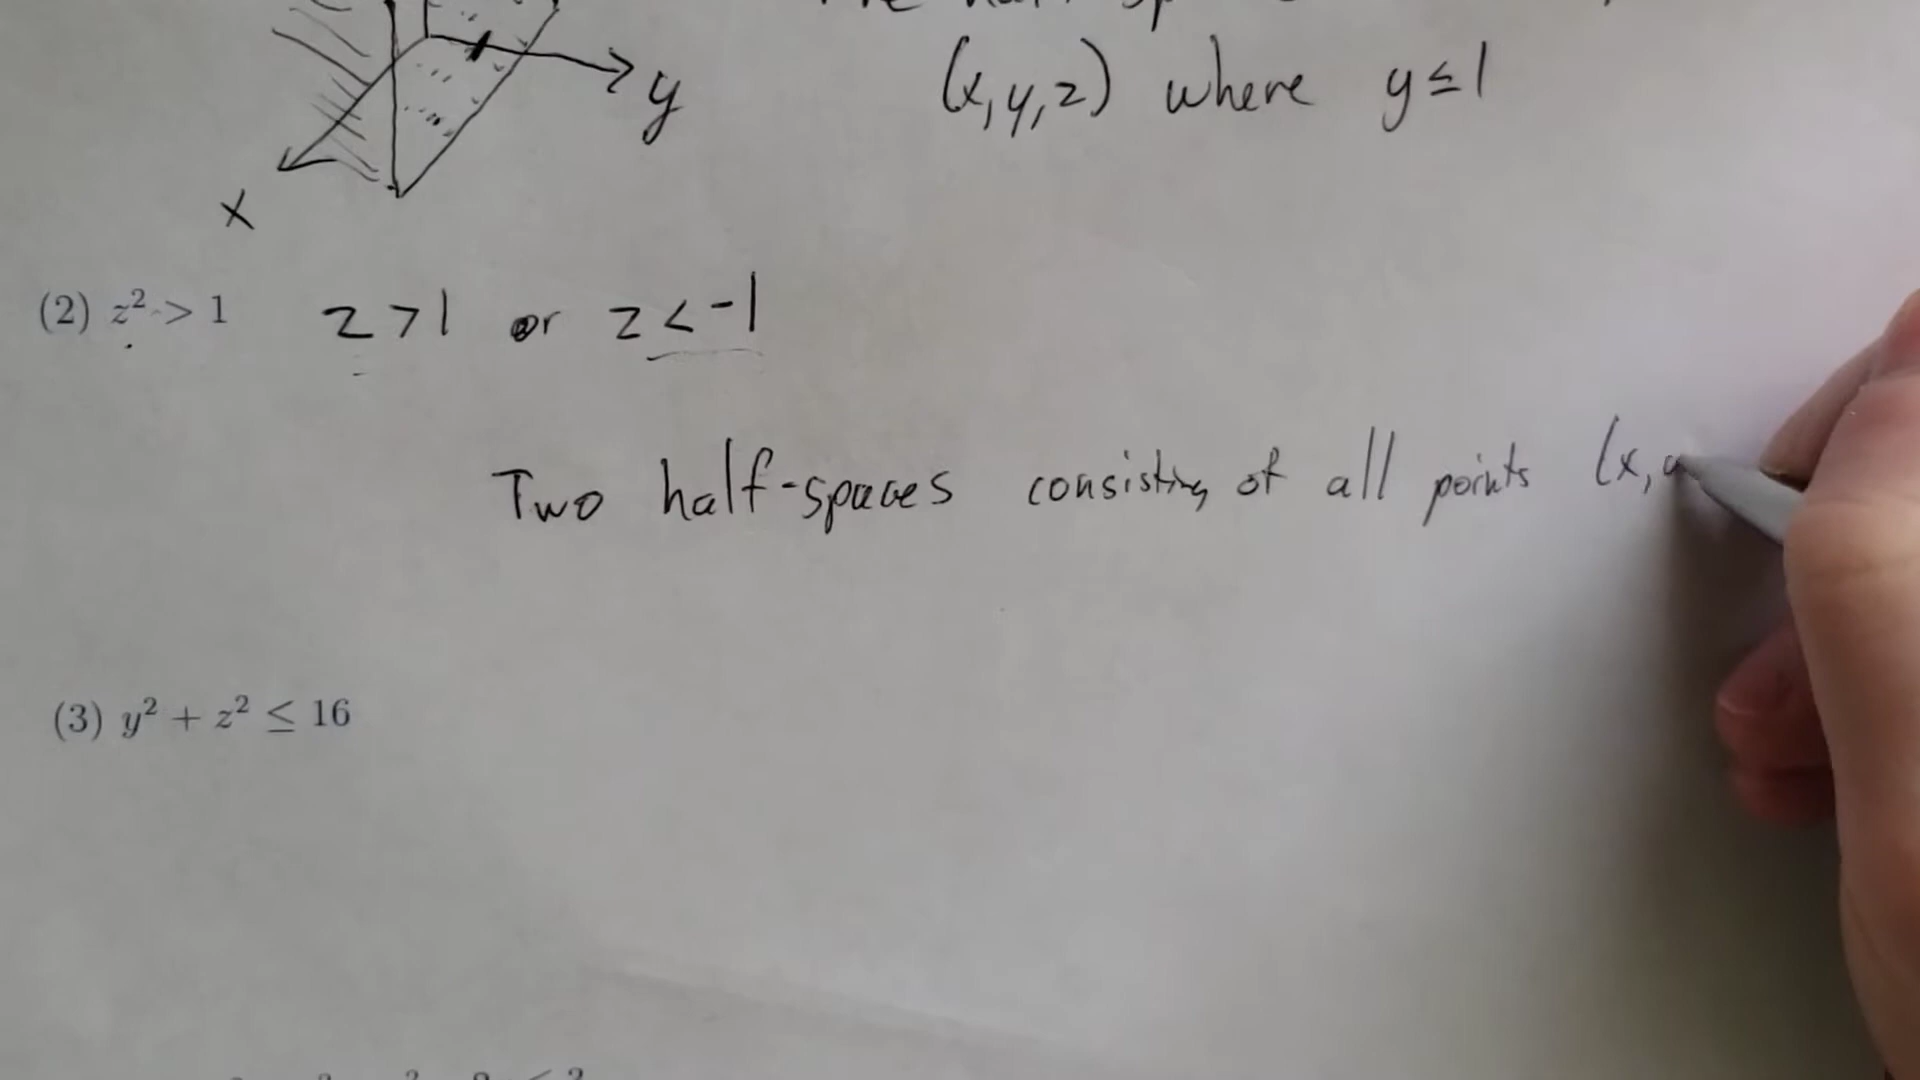 (x, y, z) where y ≤ 1
y
x
(2) z² > 1 z > 1 or z < -1
Two half-spaces consisting of all points (x,
(3) y² + z² ≤ 16